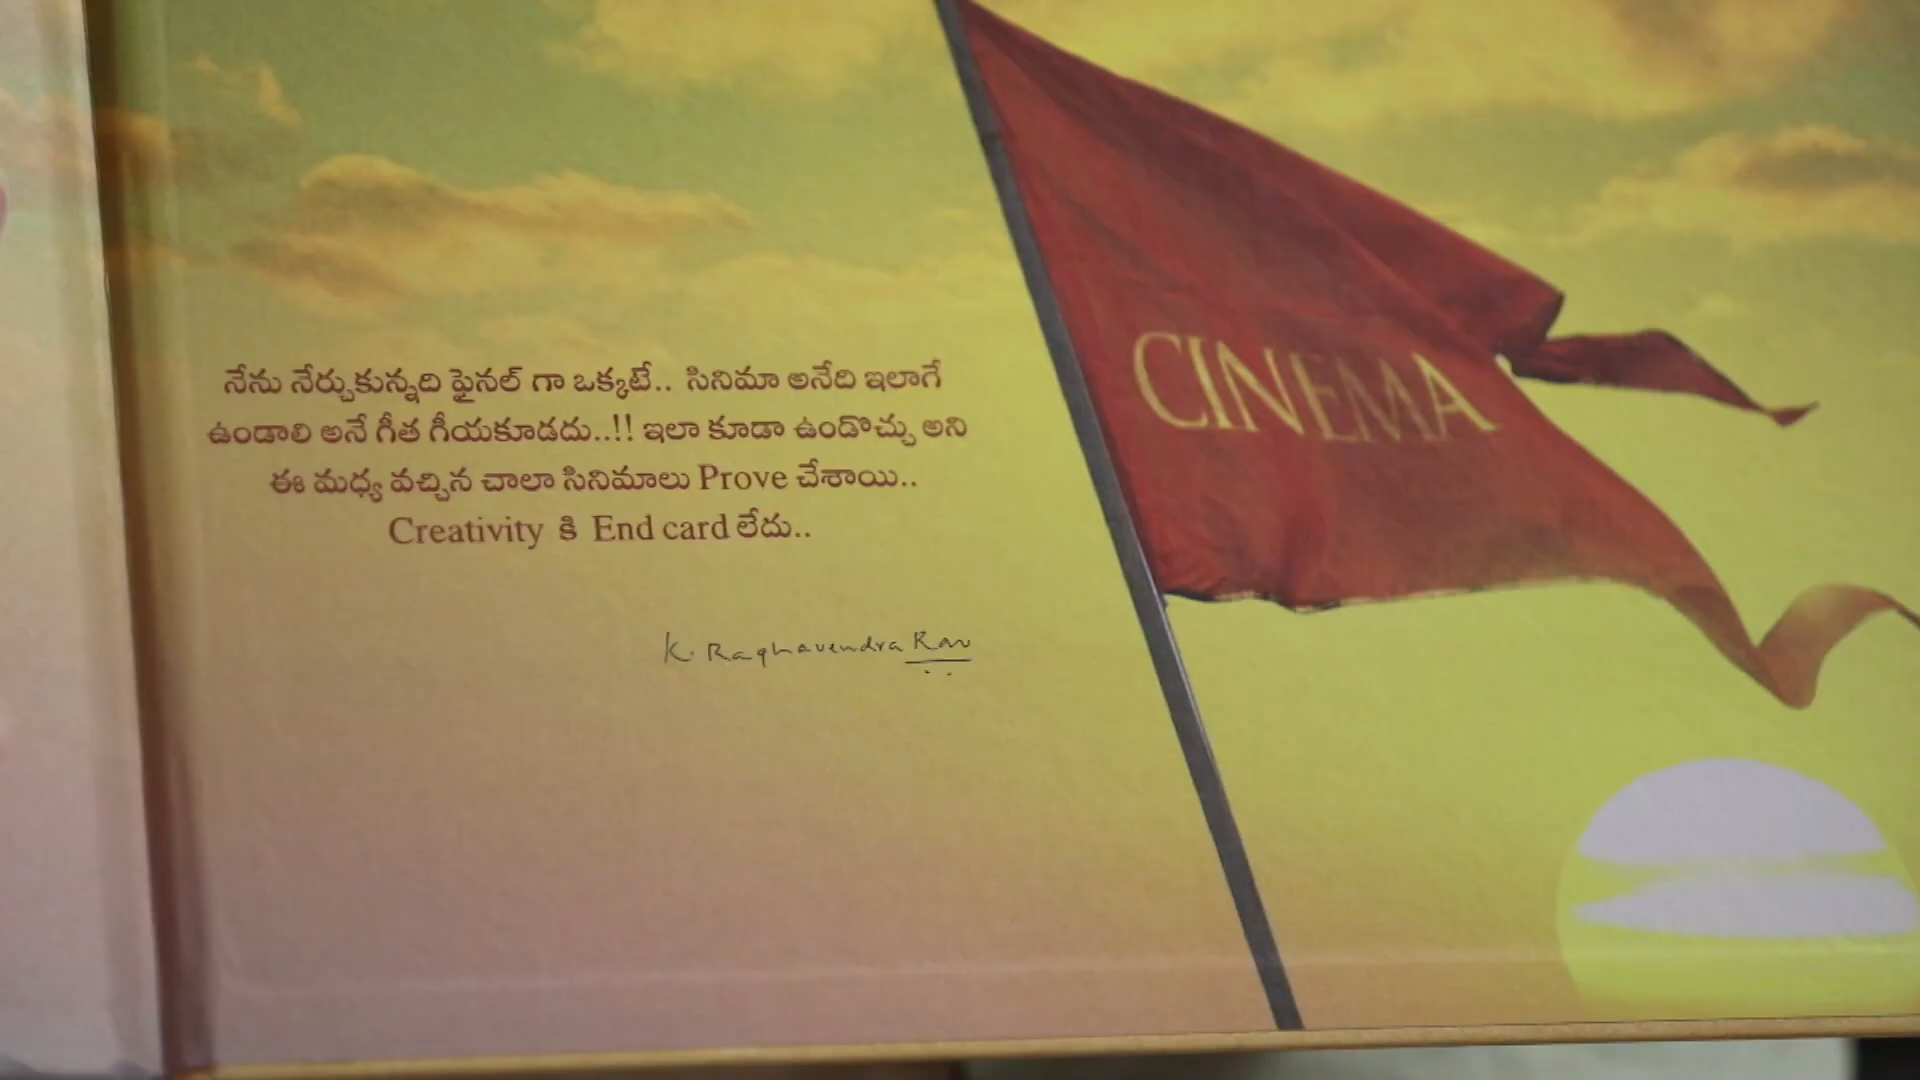 నేను నేర్చుకున్నది ఫైనల్ గా ఒక్కటే.. సినిమా అనేది ఇలాగే
ఉండాలి అనే గీత గీయకూడదు..!! ఇలా కూడా ఉండొచ్చు అని
ఈ మధ్య వచ్చిన చాలా సినిమాలు Prove చేశాయి..
Creativity కి End card లేదు..
K. Raghavendra Rao
CINEMA